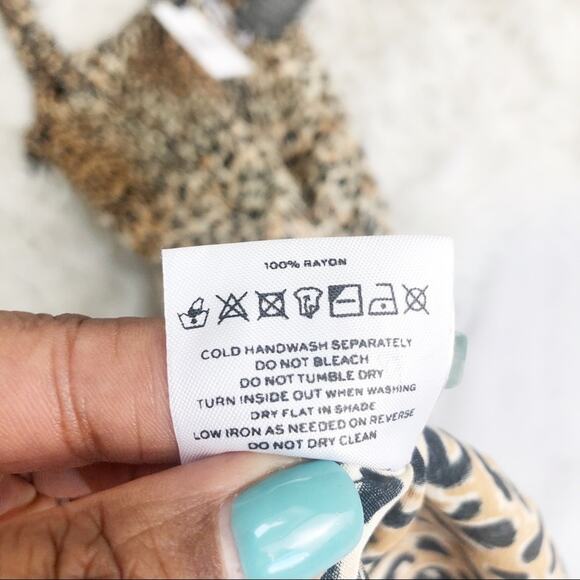 100% RAYON
COLD HANDWASH SEPARATELY
DO NOT BLEACH
DO NOT TUMBLE DRY
TURN INSIDE OUT WHEN WASHING
DRY FLAT IN SHADE
LOW IRON AS NEEDED ON REVERSE
DO NOT DRY CLEAN